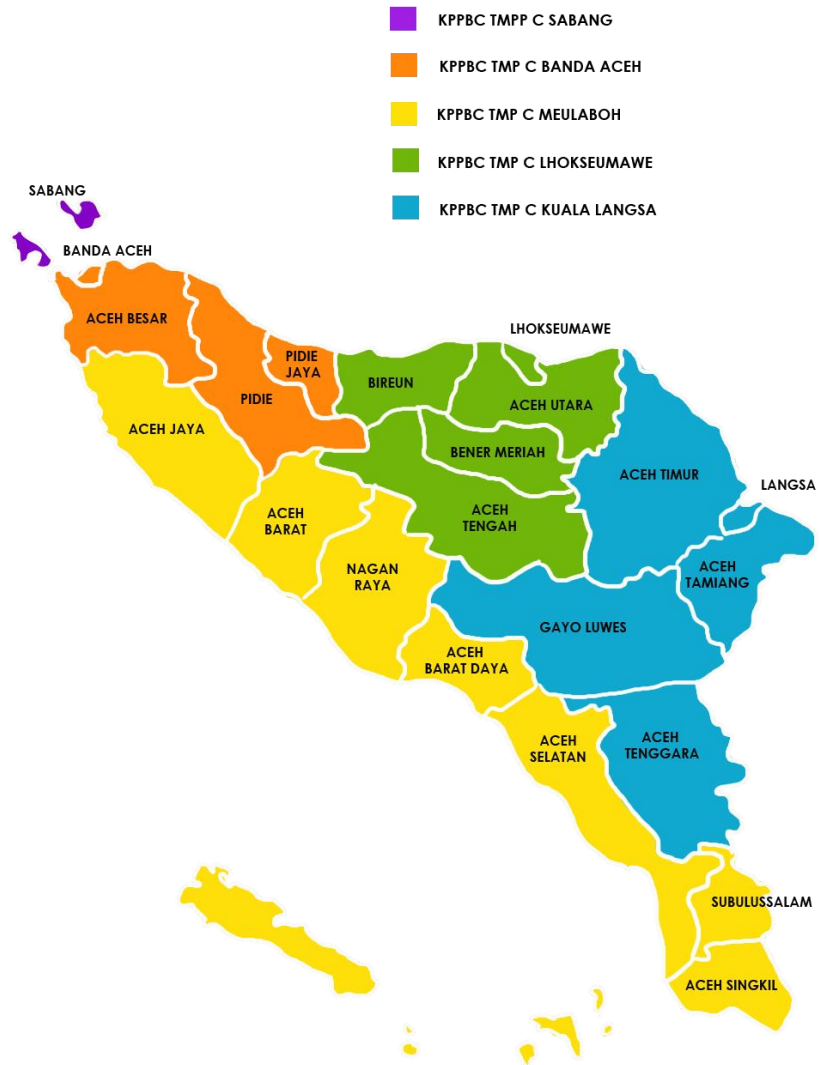 KPPBC TMPP C SABANG
KPPBC TMP C BANDA ACEH
KPPBC TMP C MEULABOH
KPPBC TMP C LHOKSEUMAWE
KPPBC TMP C KUALA LANGSA
SABANG
BANDA ACEH
ACEH BESAR
PIDIE
JAYA
PIDIE
ACEH JAYA
BIREUN
LHOKSEUMAWE
ACEH UTARA
BENER MERIAH
ACEH TIMUR
LANGSA
ACEH
BARAT
ACEH
TENGAH
NAGAN
RAYA
ACEH
TAMIANG
GAYO LUWES
ACEH
BARAT DAYA
ACEH
SELATAN
ACEH
TENGGARA
SUBULUSSALAM
ACEH SINGKIL